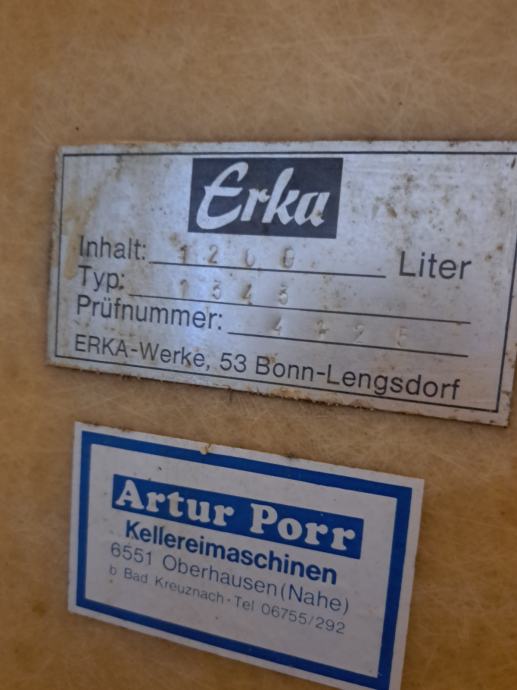 Erka
Inhalt: 1200 Liter
Typ: 1343
Prüfnummer:
ERKA-Werke, 53 Bonn-Lengsdorf
Artur Porr
Kellereimaschinen
6551 Oberhausen (Nahe)
b Bad Kreuznach · Tel 06755/292